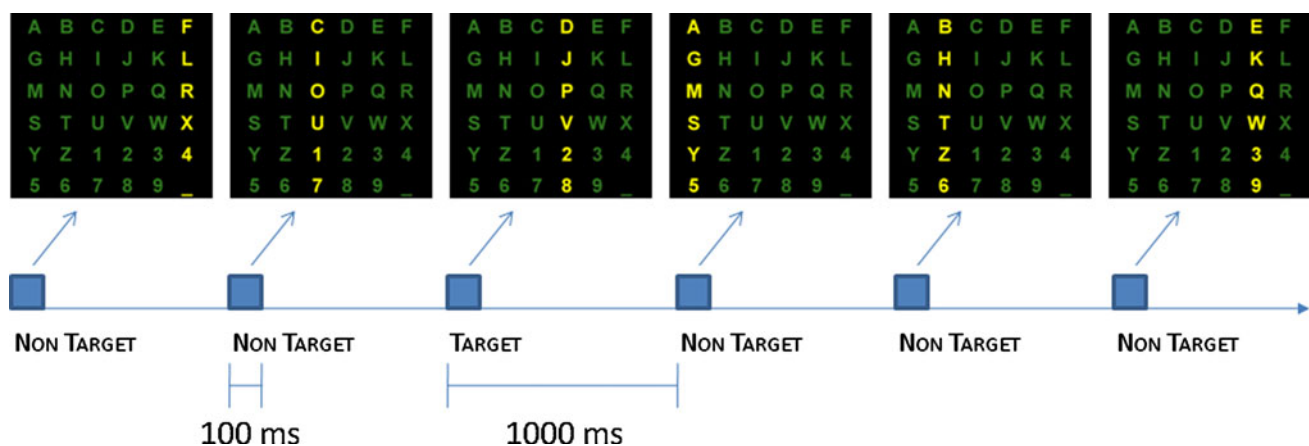 A B C D E F
G H I J K L
M N O P Q R
S T U V W X
Y Z 1 2 3 4
5 6 7 8 9 _
A B C D E F
G H I J K L
M N O P Q R
S T U V W X
Y Z 1 2 3 4
5 6 7 8 9 _
A B C D E F
G H I J K L
M N O P Q R
S T U V W X
Y Z 1 2 3 4
5 6 7 8 9 _
A B C D E F
G H I J K L
M N O P Q R
S T U V W X
Y Z 1 2 3 4
5 6 7 8 9 _
A B C D E F
G H I J K L
M N O P Q R
S T U V W X
Y Z 1 2 3 4
5 6 7 8 9 _
A B C D E F
G H I J K L
M N O P Q R
S T U V W X
Y Z 1 2 3 4
5 6 7 8 9 _
NON TARGET
NON TARGET
TARGET
NON TARGET
NON TARGET
NON TARGET
100 ms
1000 ms